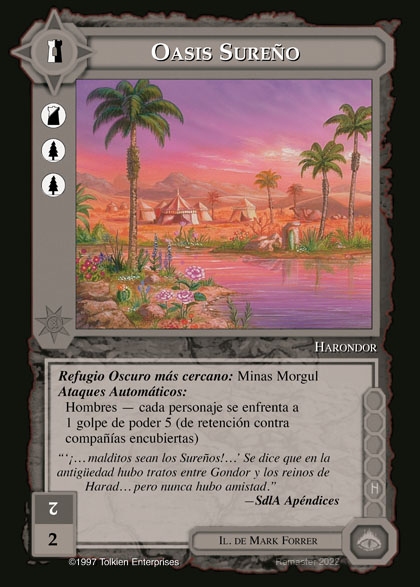 OASIS SUREÑO
HARONDOR
Refugio Oscuro más cercano: Minas Morgul
Ataques Automáticos:
Hombres — cada personaje se enfrenta a
1 golpe de poder 5 (de retención contra
compañías encubiertas)
“‘¡… malditos sean los Sureños!…’ Se dice que en la
antigüedad hubo tratos entre Gondor y los reinos de
Harad… pero nunca hubo amistad.”
—SdlA Apéndices
H
2
2
IL. DE MARK FORRER
©1997 Tolkien Enterprises
Remaster 2022